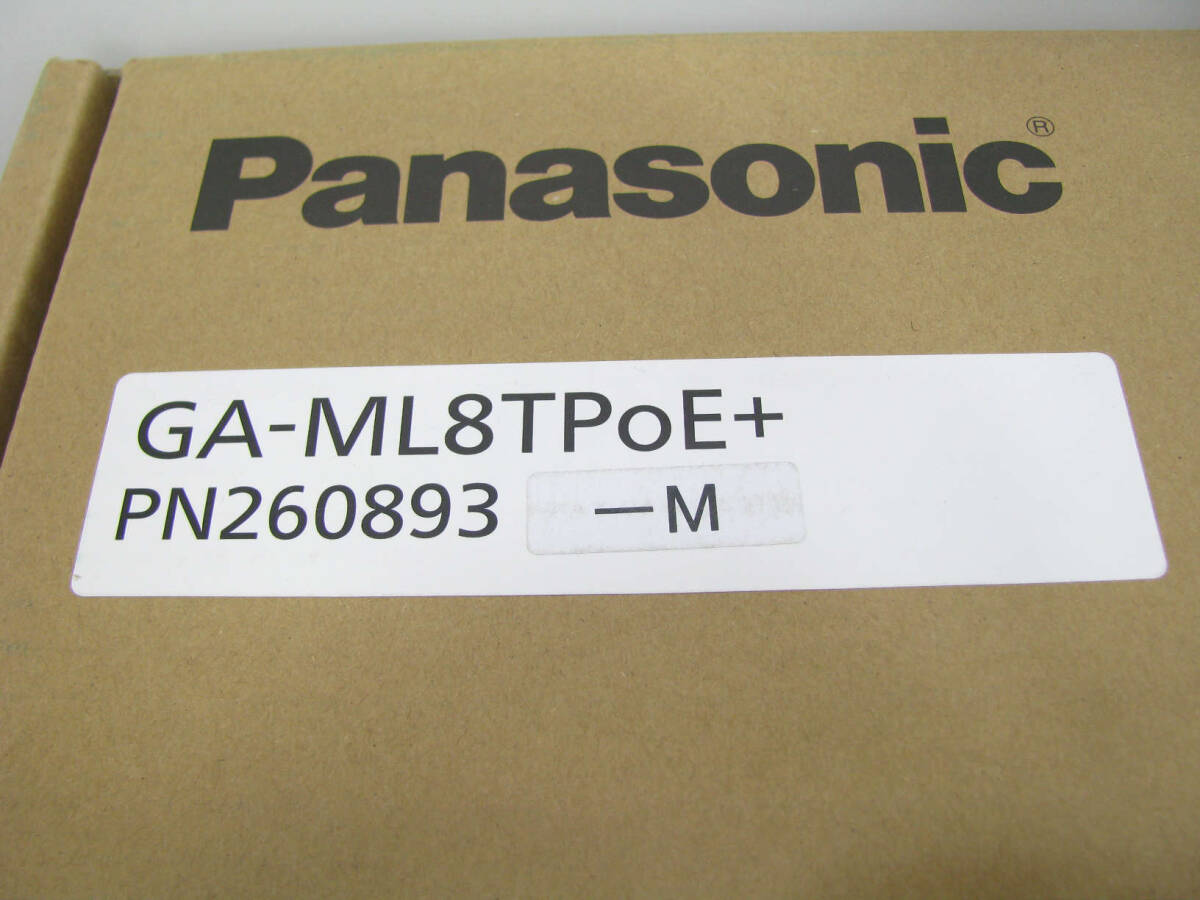 Panasonic®
GA-ML8TPoE+
PN260893 —M